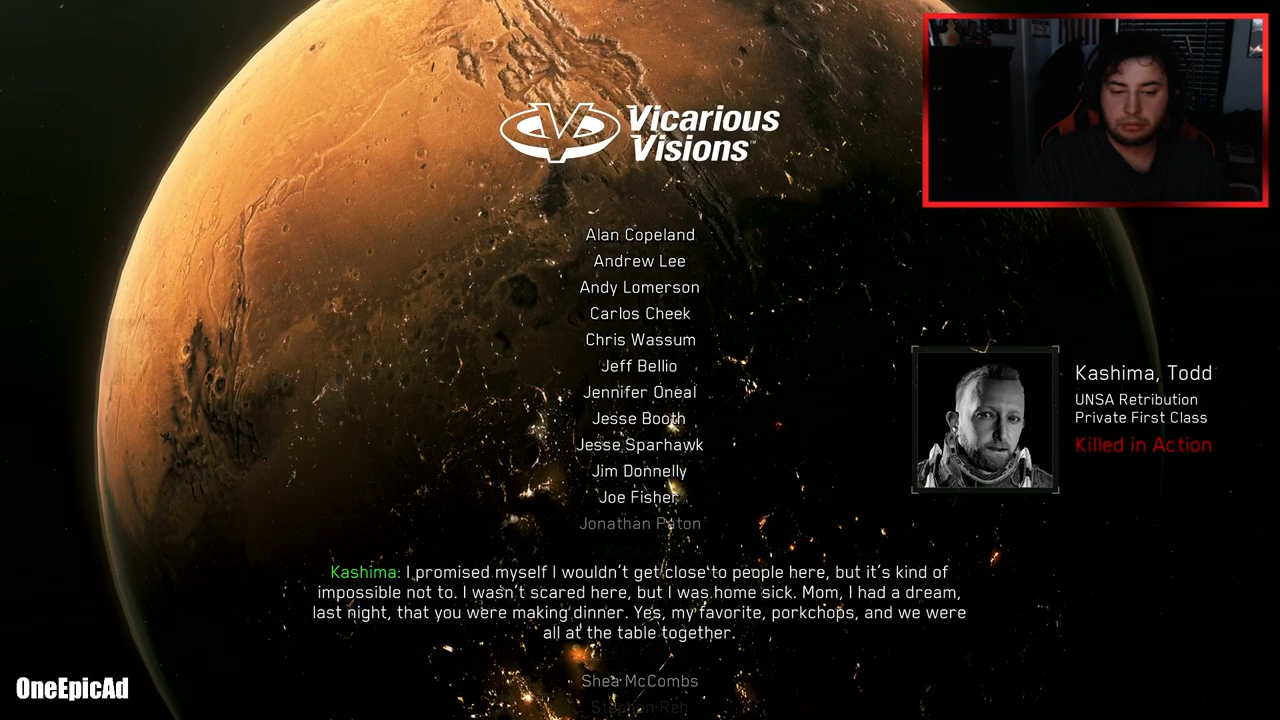 Vicarious
Visions™
Alan Copeland
Andrew Lee
Andy Lomerson
Carlos Cheek
Chris Wassum
Jeff Bellio
Jennifer Oneal
Jesse Booth
Jesse Sparhawk
Jim Donnelly
Joe Fisher
Jonathan Paton
Kashima, Todd
UNSA Retribution
Private First Class
Killed in Action
Kashima: I promised myself I wouldn't get close to people here, but it's kind of
impossible not to. I wasn't scared here, but I was home sick. Mom, I had a dream,
last night, that you were making dinner. Yes, my favorite, porkchops, and we were
all at the table together.
Shea McCombs
Stephan Reh
OneEpicAd